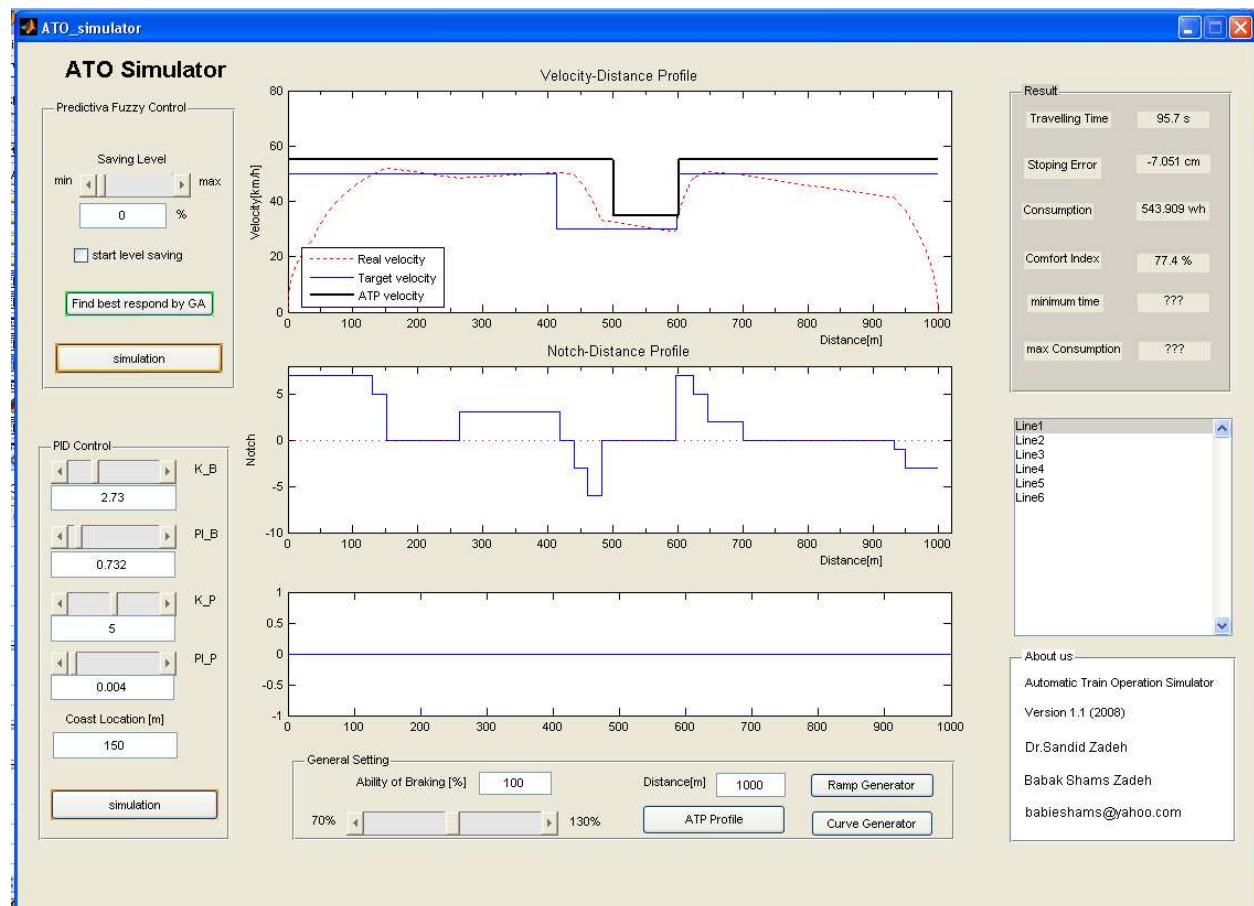 ATO_simulator
ATO Simulator
Predictiva Fuzzy Control
Saving Level
min
max
0
%
start level saving
Find best respond by GA
simulation
PID Control
K_B
2.73
PI_B
0.732
K_P
5
PI_P
0.004
Coast Location [m]
150
simulation
Velocity-Distance Profile
Velocity[km/h]
80
60
40
20
0
Real velocity
Target velocity
ATP velocity
0 100 200 300 400 500 600 700 800 900 1000
Distance[m]
Notch-Distance Profile
Notch
5
0
-5
-10
0 100 200 300 400 500 600 700 800 900 1000
Distance[m]
1
0.5
0
-0.5
-1
0 100 200 300 400 500 600 700 800 900 1000
General Setting
Ability of Braking [%]
100
70%
130%
Distance[m]
1000
ATP Profile
Ramp Generator
Curve Generator
Result
Travelling Time
95.7 s
Stoping Error
-7.051 cm
Consumption
543.909 wh
Comfort Index
77.4 %
minimum time
???
max Consumption
???
Line1
Line2
Line3
Line4
Line5
Line6
About us
Automatic Train Operation Simulator
Version 1.1 (2008)
Dr.Sandid Zadeh
Babak Shams Zadeh
babieshams@yahoo.com